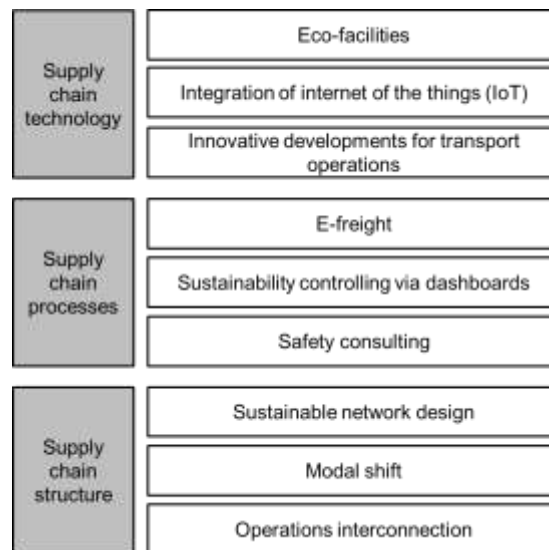 Supply
chain
technology
Eco-facilities
Integration of internet of the things (IoT)
Innovative developments for transport
operations
Supply
chain
processes
E-freight
Sustainability controlling via dashboards
Safety consulting
Supply
chain
structure
Sustainable network design
Modal shift
Operations interconnection